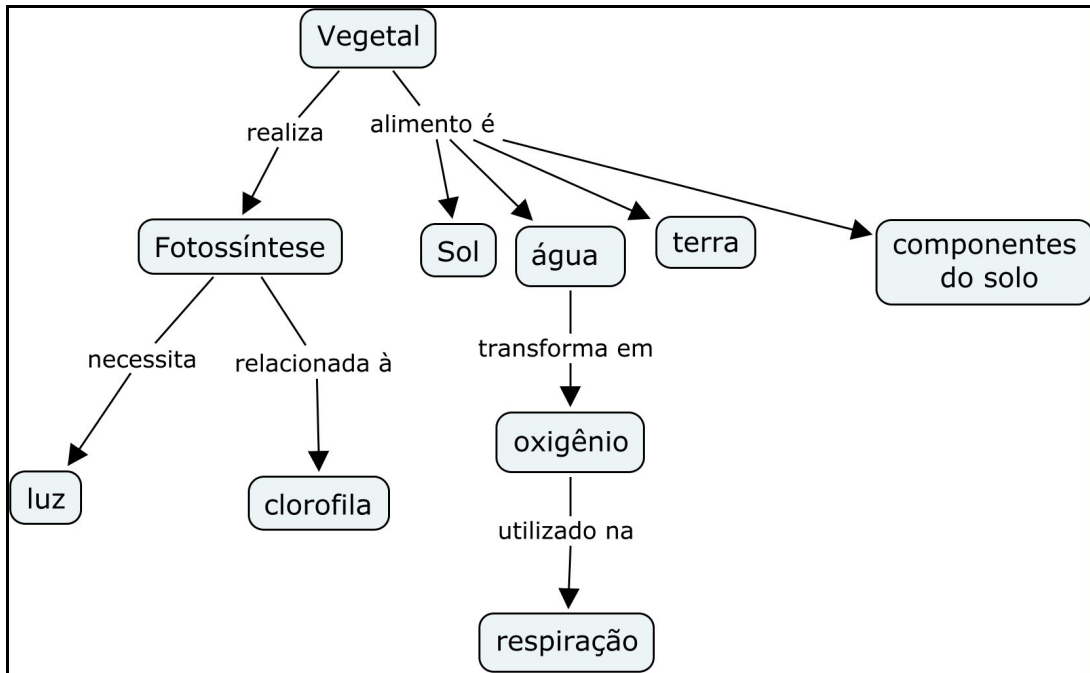 Vegetal
realiza
alimento é
Fotossíntese
Sol
água
terra
componentes
do solo
necessita
relacionada à
transforma em
luz
clorofila
oxigênio
utilizado na
respiração